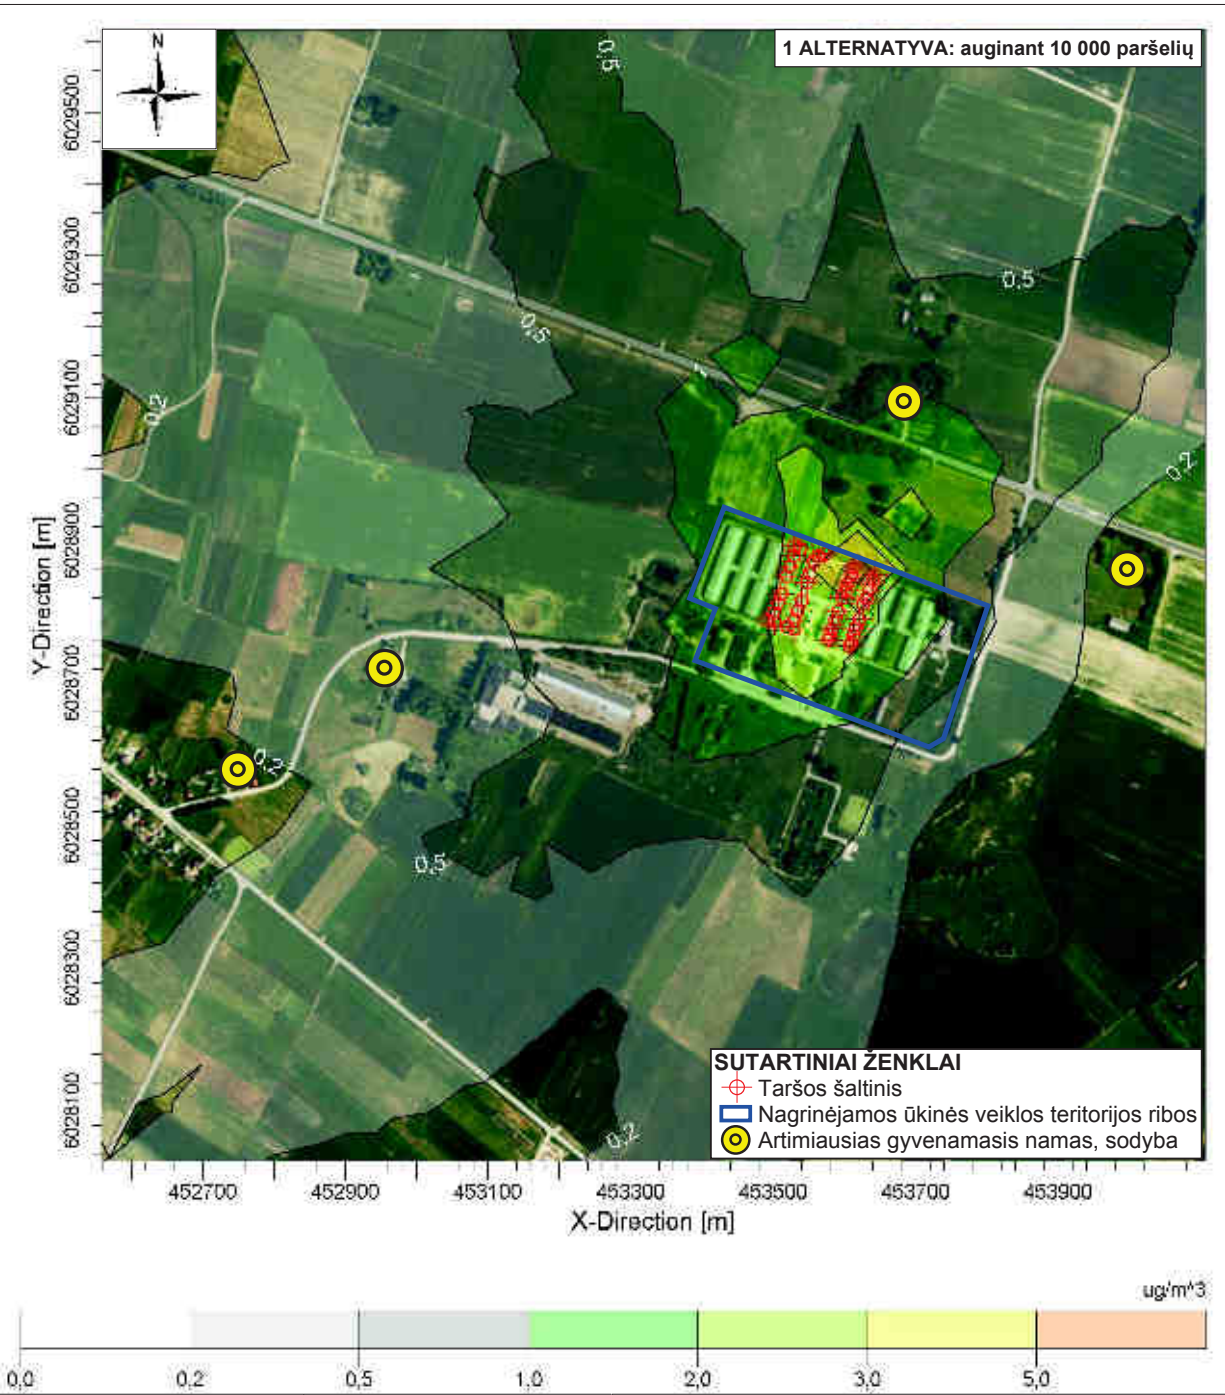 N
1 ALTERNATYVA: auginant 10 000 paršelių
0,5
0,5
0,5
0,2
0,2
0,2
0,5
0,2
Y-Direction [m]
6029500
6029300
6029100
6028900
6028700
6028500
6028300
6028100
SUTARTINIAI ŽENKLAI
Taršos šaltinis
Nagrinėjamos ūkinės veiklos teritorijos ribos
Artimiausias gyvenamasis namas, sodyba
452700 452900 453100 453300 453500 453700 453900
X-Direction [m]
ug/m^3
0,0 0,2 0,5 1,0 2,0 3,0 5,0